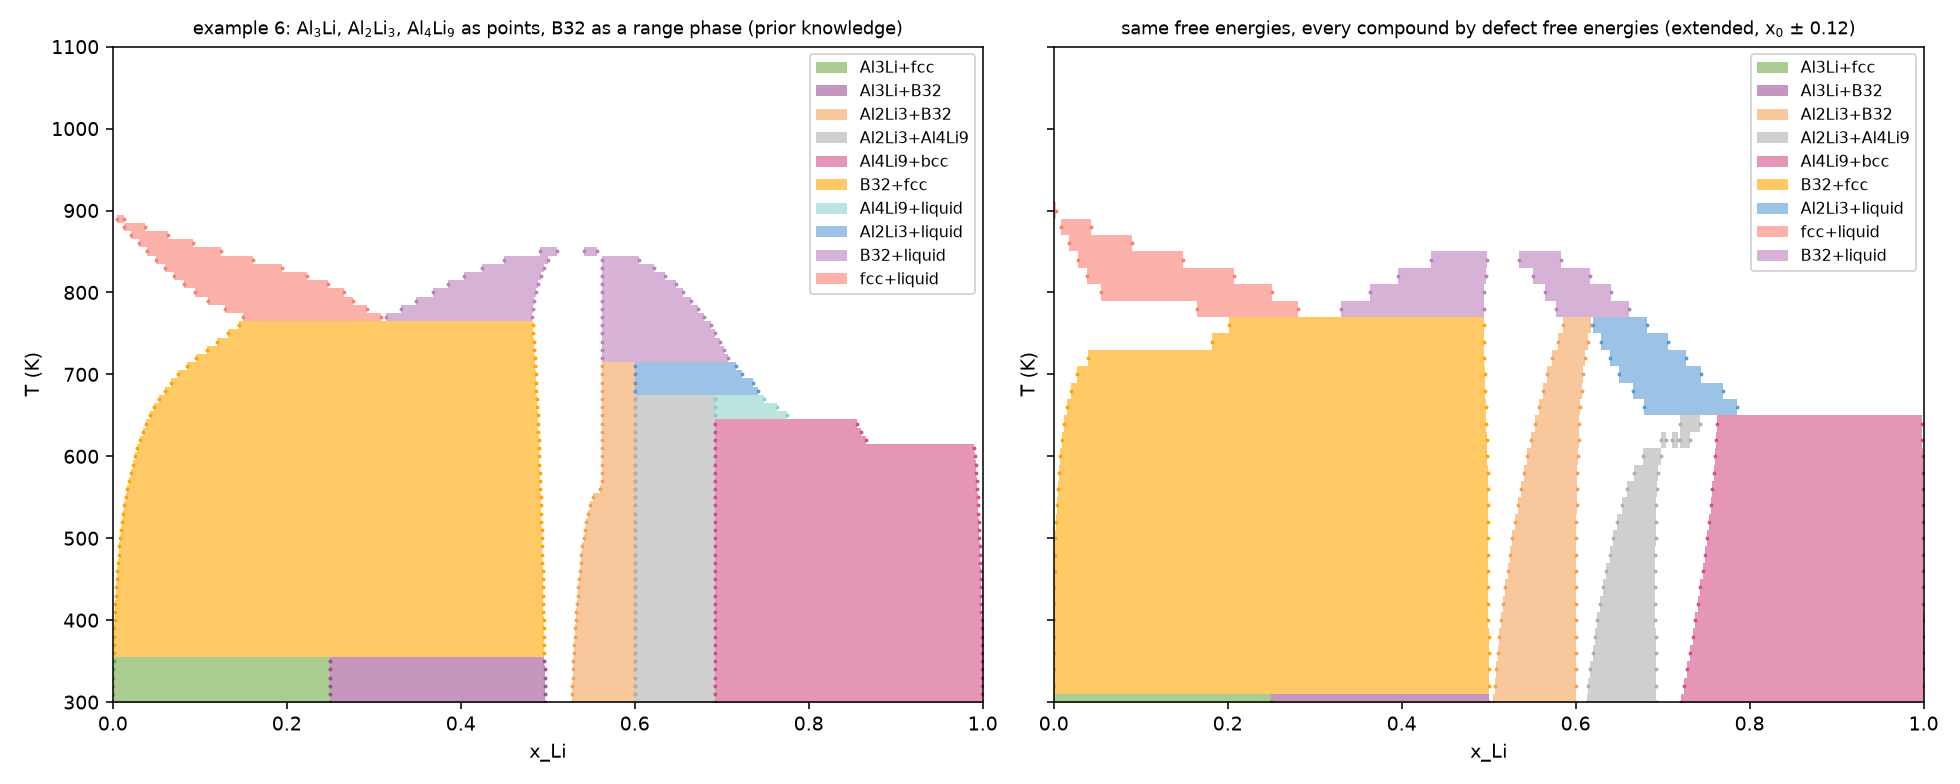 example 6: Al₃Li, Al₂Li₃, Al₄Li₉ as points, B32 as a range phase (prior knowledge)
1100
1000
900
800
700
600
500
400
300
T (K)
0.0
0.2
0.4
0.6
0.8
1.0
x_Li
Al3Li+fcc
Al3Li+B32
Al2Li3+B32
Al2Li3+Al4Li9
Al4Li9+bcc
B32+fcc
Al4Li9+liquid
Al2Li3+liquid
B32+liquid
fcc+liquid
same free energies, every compound by defect free energies (extended, x₀ ± 0.12)
T (K)
0.0
0.2
0.4
0.6
0.8
1.0
x_Li
Al3Li+fcc
Al3Li+B32
Al2Li3+B32
Al2Li3+Al4Li9
Al4Li9+bcc
B32+fcc
Al2Li3+liquid
fcc+liquid
B32+liquid